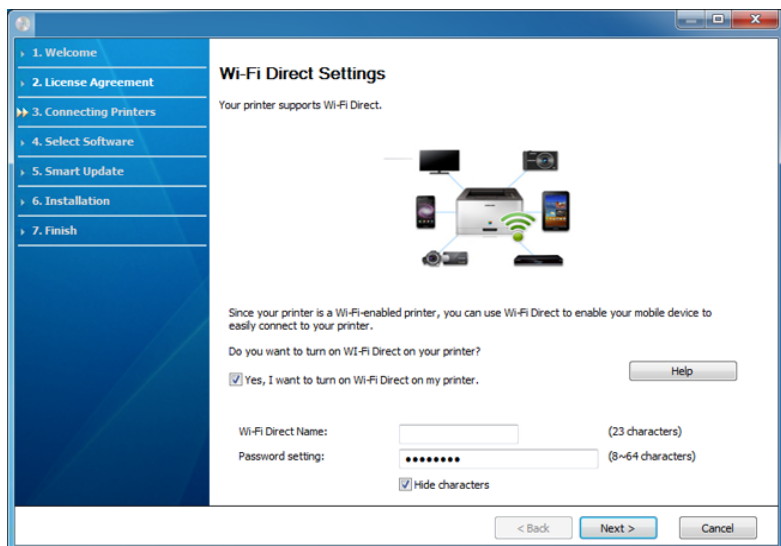 1. Welcome
2. License Agreement
3. Connecting Printers
4. Select Software
5. Smart Update
6. Installation
7. Finish
Wi-Fi Direct Settings
Your printer supports Wi-Fi Direct.
Since your printer is a Wi-Fi-enabled printer, you can use Wi-Fi Direct to enable your mobile device to
easily connect to your printer.
Do you want to turn on WI-Fi Direct on your printer?
Yes, I want to turn on Wi-Fi Direct on my printer.
Help
Wi-Fi Direct Name: (23 characters)
Password setting: ●●●●●●●● (8~64 characters)
Hide characters
< Back Next > Cancel